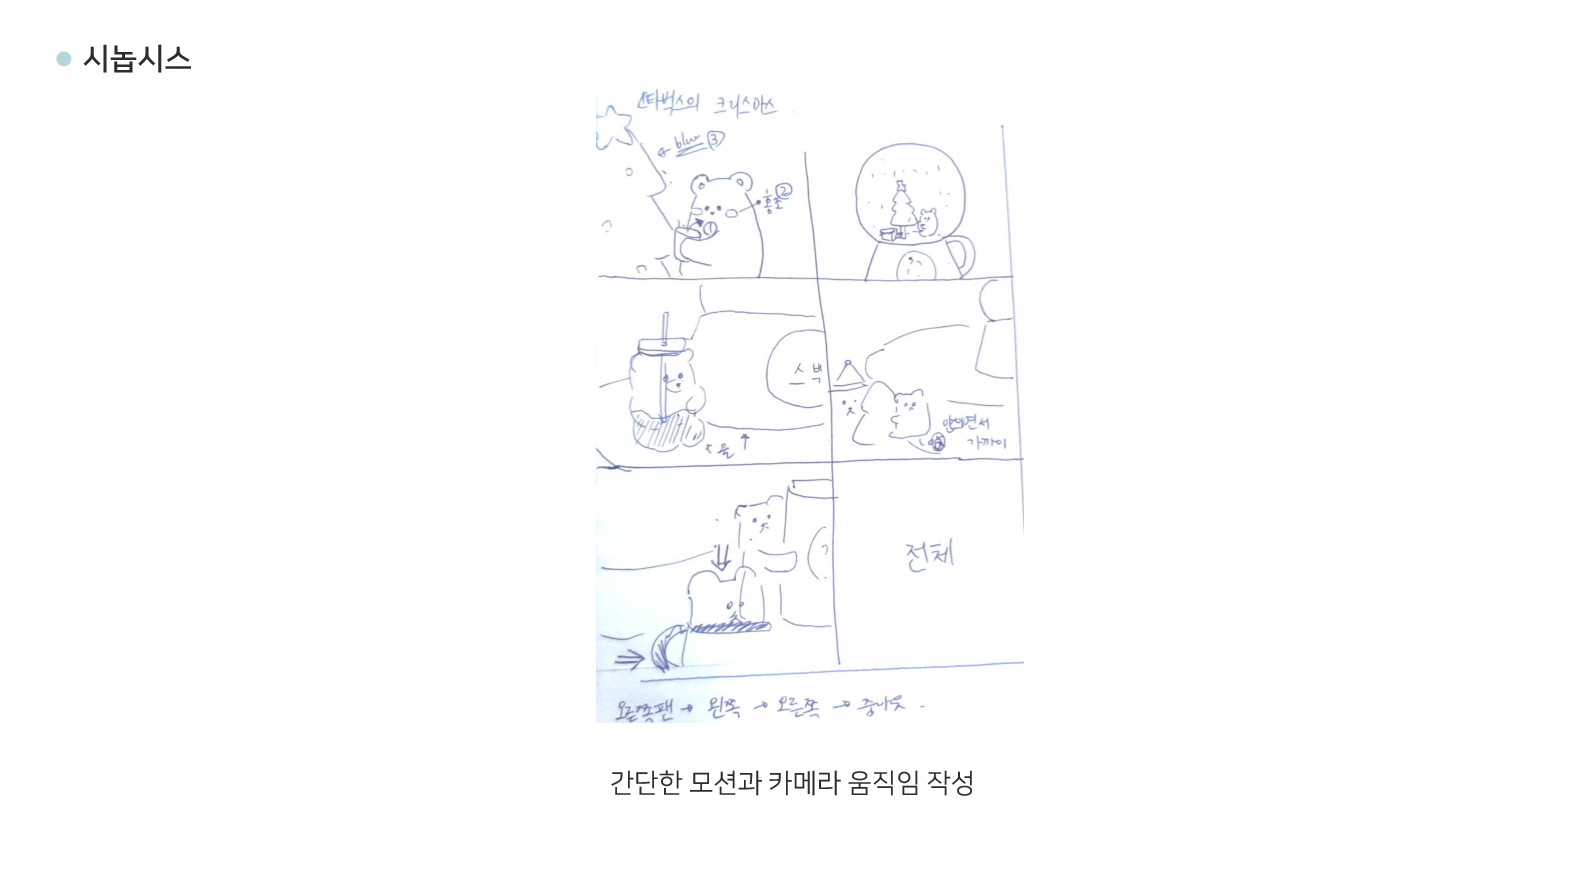 시놉시스
스타벅스의 크리스마스
blur ③
홍조 ②
①
스벅
물 ↑
안으면서
가까이
전체
오른쪽팬 → 왼쪽 → 오른쪽 → 줌아웃.
간단한 모션과 카메라 움직임 작성